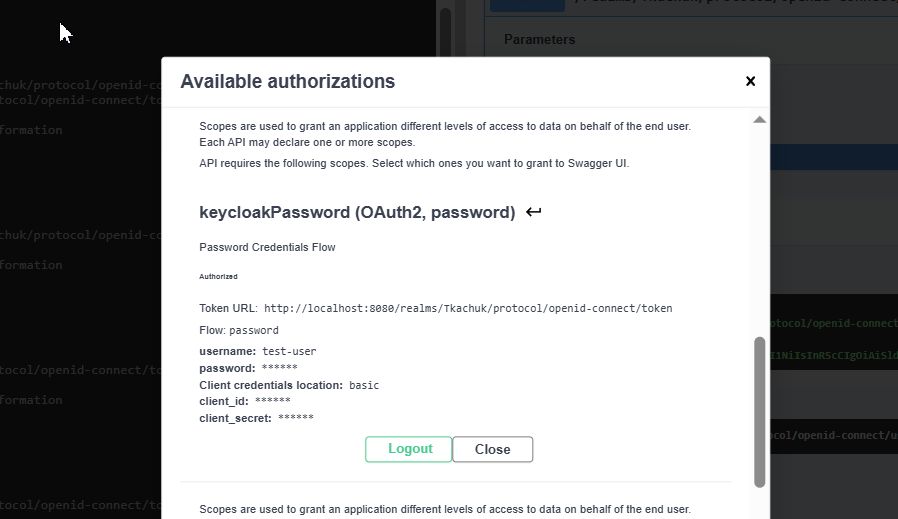 Parameters
Available authorizations
×
Scopes are used to grant an application different levels of access to data on behalf of the end user.
Each API may declare one or more scopes.
API requires the following scopes. Select which ones you want to grant to Swagger UI.
keycloakPassword (OAuth2, password)
Password Credentials Flow
Authorized
Token URL: http://localhost:8080/realms/Tkachuk/protocol/openid-connect/token
Flow: password
username: test-user
password: ******
Client credentials location: basic
client_id: ******
client_secret: ******
Logout Close
Scopes are used to grant an application different levels of access to data on behalf of the end user.
chuk/protocol/openid-co
tocol/openid-connect/to
formation
chuk/protocol/openid-co
formation
tocol/openid-connect/to
formation
tocol/openid-connect/to
otocol/openid-connect
ocol/openid-connect/u